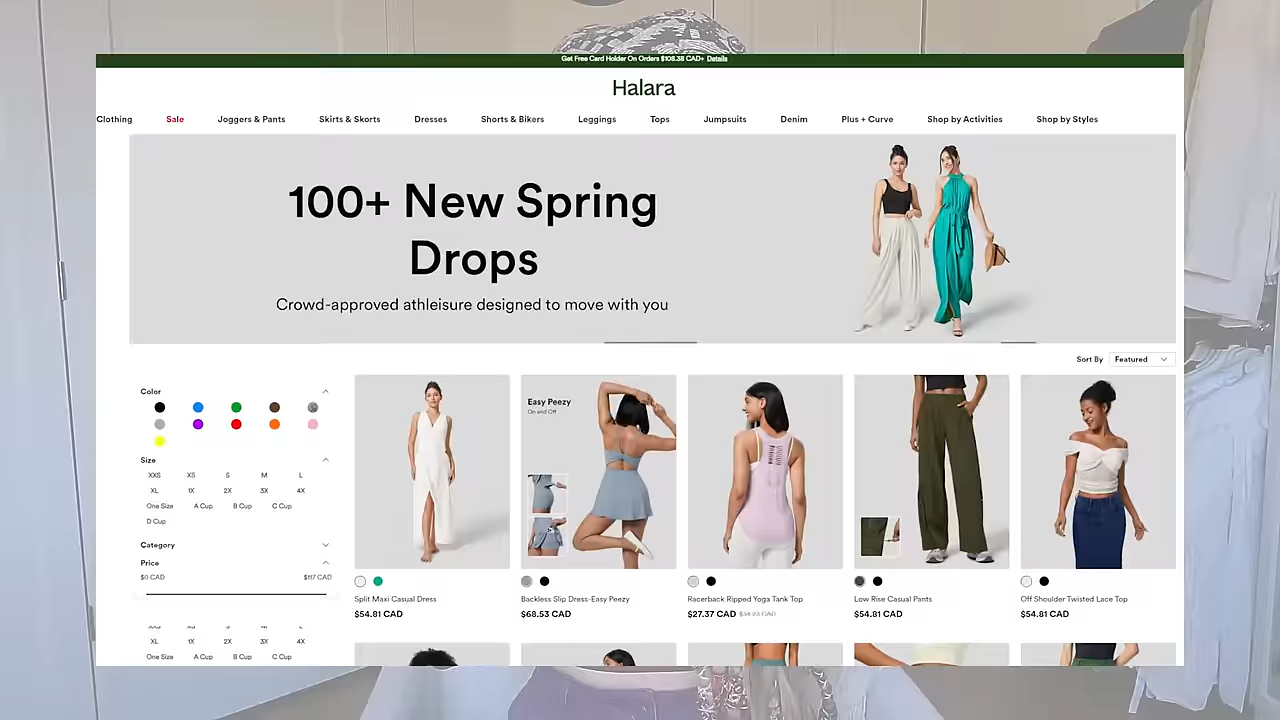 Get Free Card Holder On Orders $108.38 CAD+ Details
Halara
Clothing Sale Joggers & Pants Skirts & Skorts Dresses Shorts & Bikers Leggings Tops Jumpsuits Denim Plus + Curve Shop by Activities Shop by Styles
100+ New Spring
Drops
Crowd-approved athleisure designed to move with you
Sort By Featured
Color
Size
XXS XS S M L
XL 1X 2X 3X 4X
One Size A Cup B Cup C Cup
D Cup
Category
Price
$0 CAD $117 CAD
XL 1X 2X 3X 4X
One Size A Cup B Cup C Cup
Easy Peezy
On and Off
Split Maxi Casual Dress
$54.81 CAD
Backless Slip Dress-Easy Peezy
$68.53 CAD
Racerback Ripped Yoga Tank Top
$27.37 CAD $34.23 CAD
Low Rise Casual Pants
$54.81 CAD
Off Shoulder Twisted Lace Top
$54.81 CAD